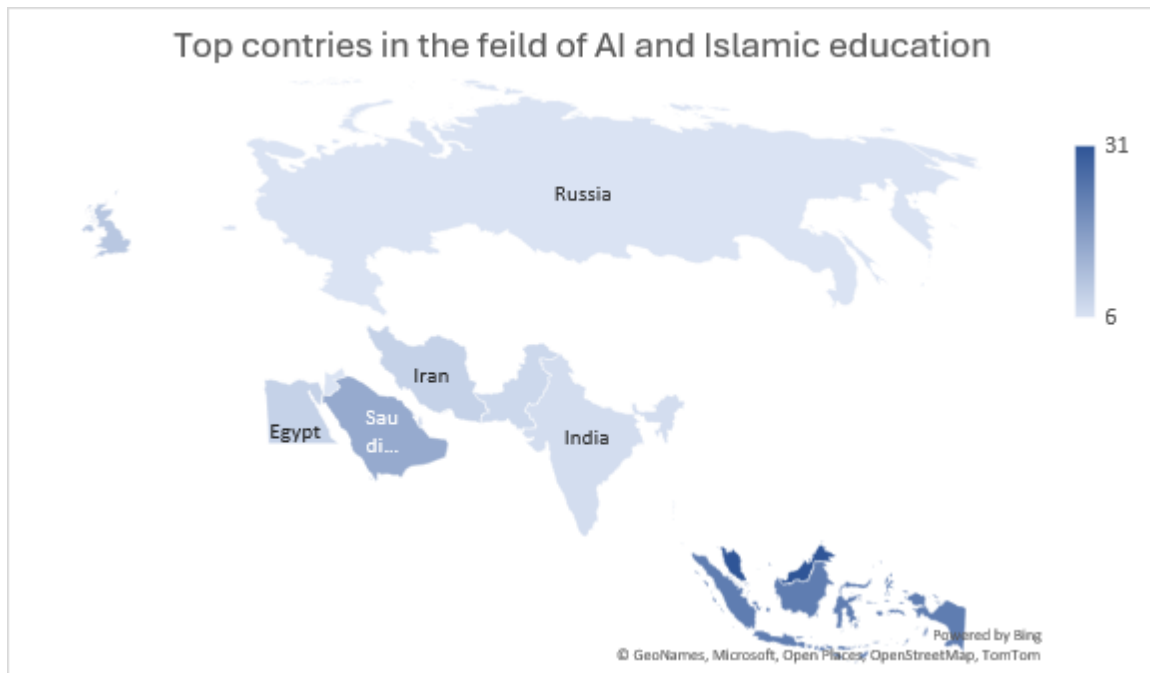 Top contries in the feild of AI and Islamic education
31
Russia
6
Iran
Sau
di...
Egypt
India
Powered by Bing
© GeoNames, Microsoft, Open Places, OpenStreetMap, TomTom